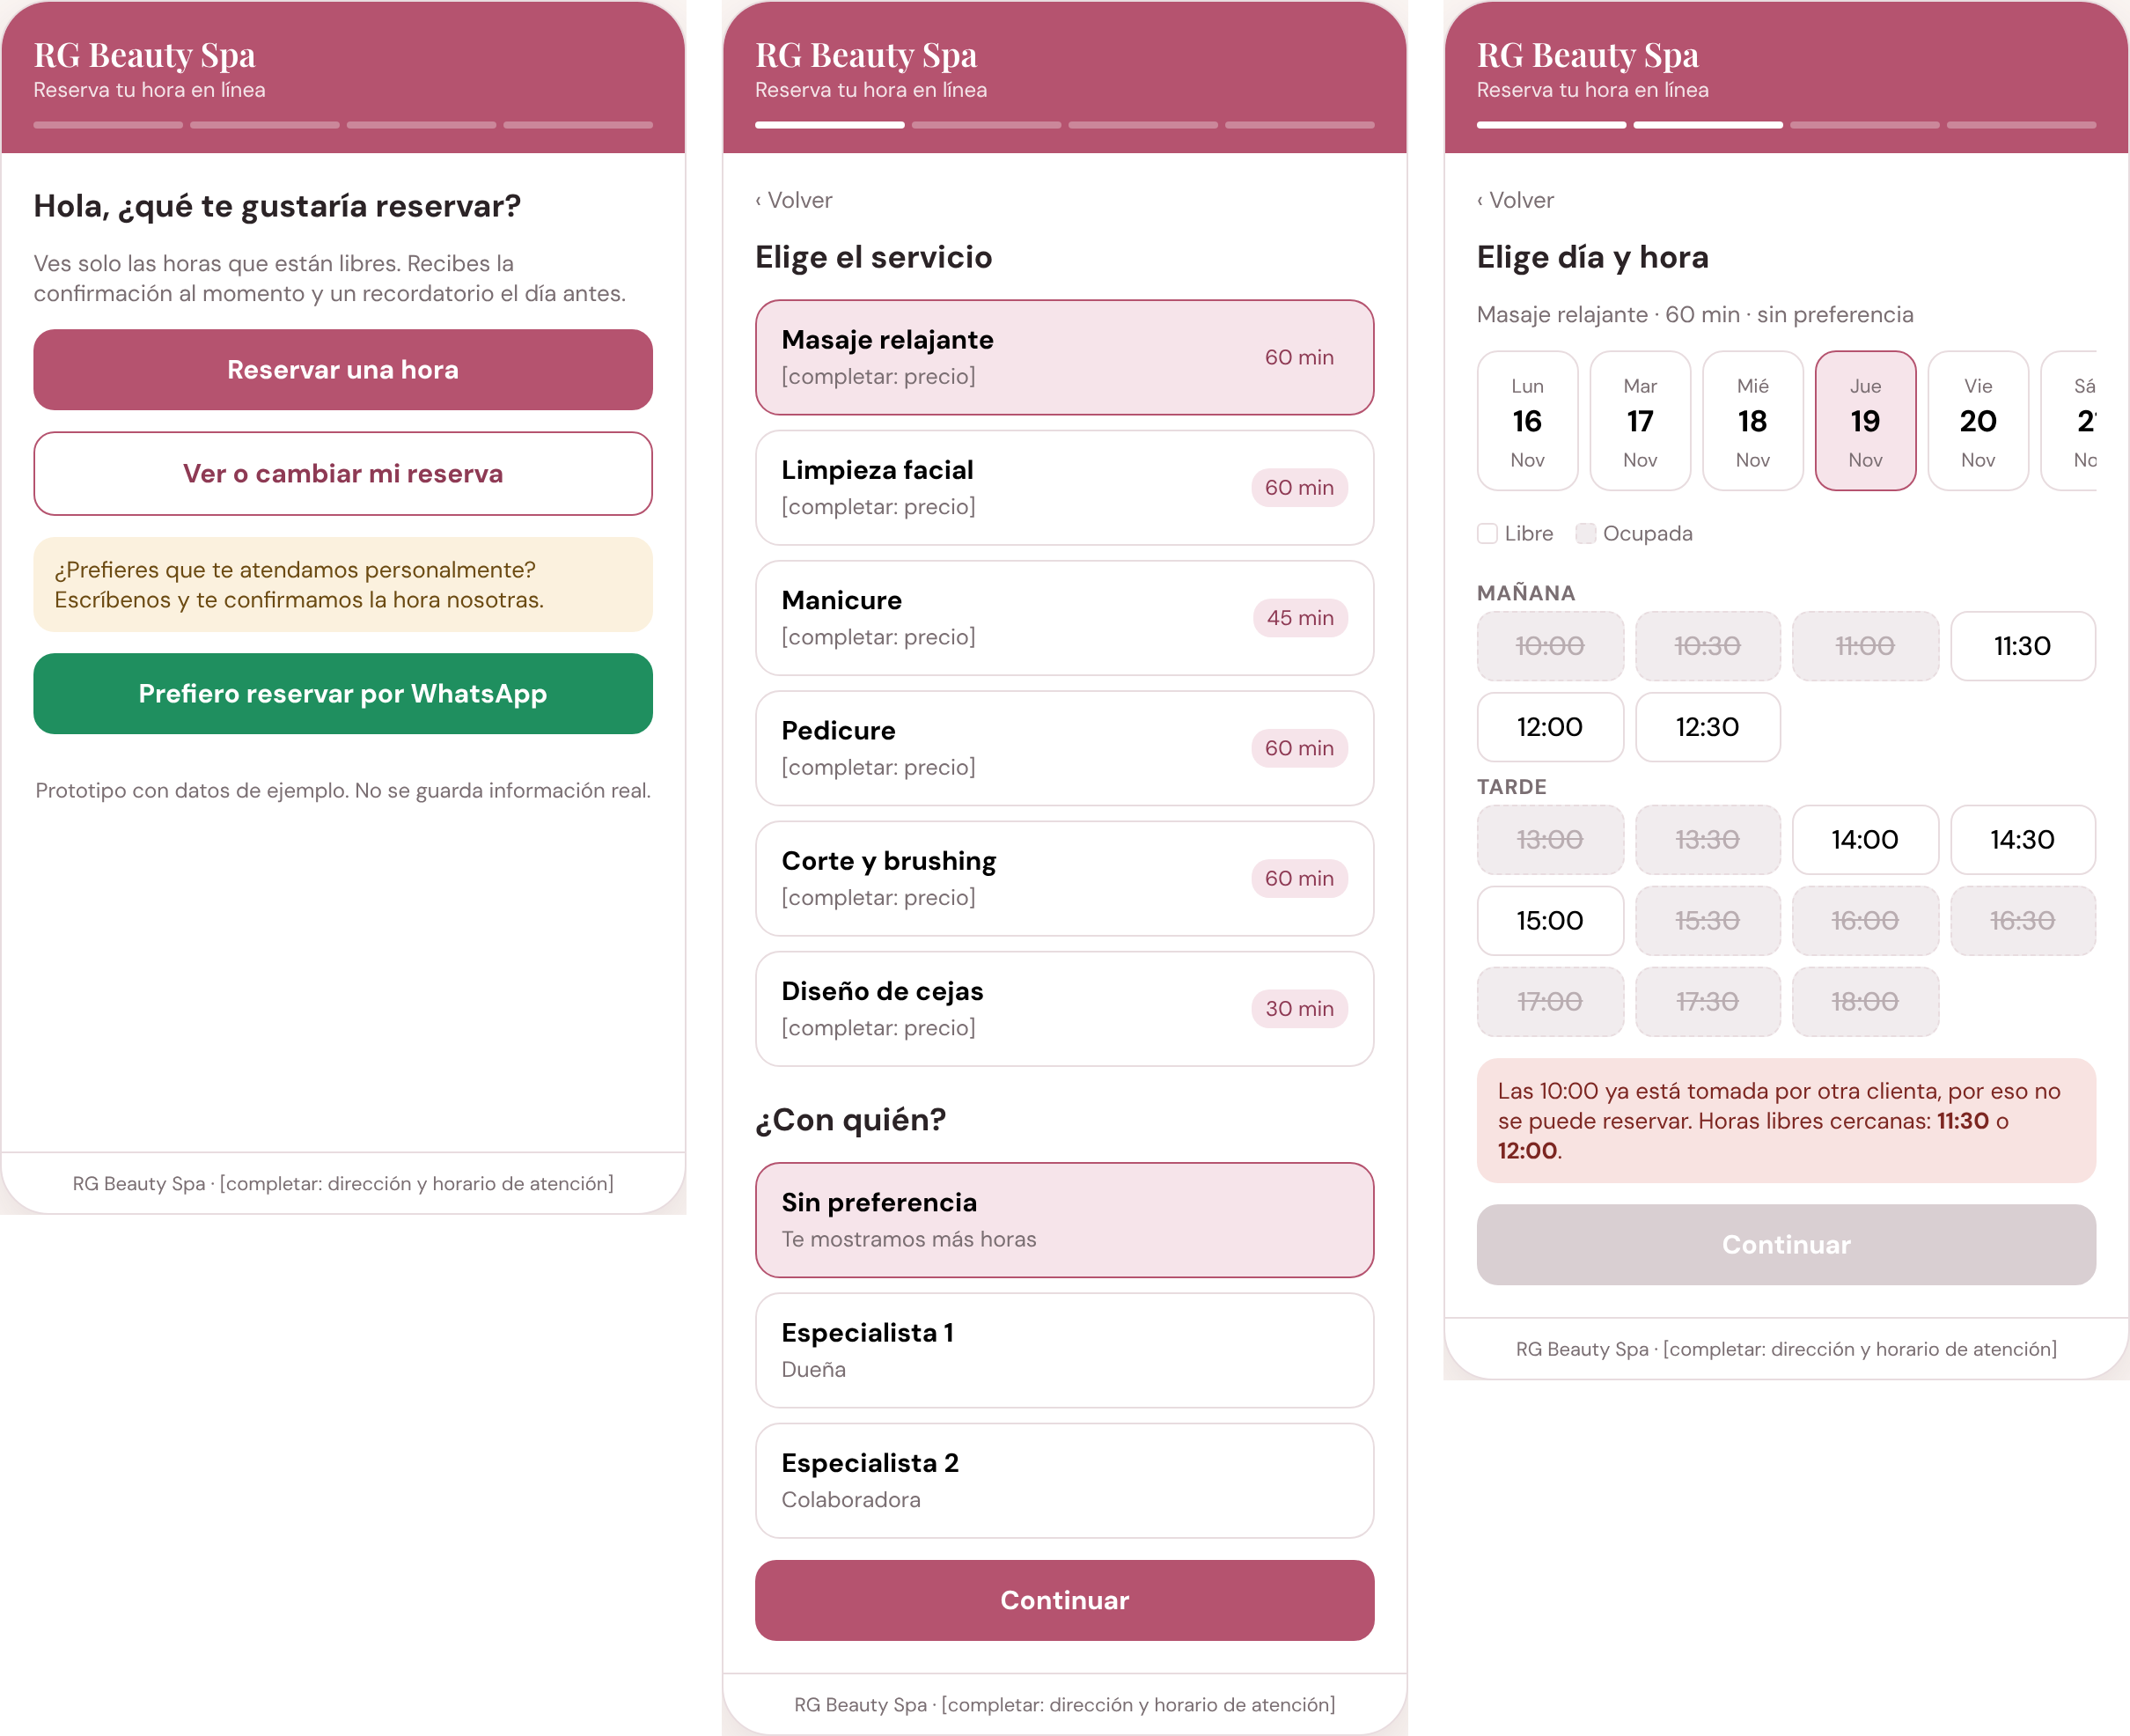 RG Beauty Spa
Reserva tu hora en línea
Hola, ¿qué te gustaría reservar?
Ves solo las horas que están libres. Recibes la
confirmación al momento y un recordatorio el día antes.
Reservar una hora
Ver o cambiar mi reserva
¿Prefieres que te atendamos personalmente?
Escríbenos y te confirmamos la hora nosotras.
Prefiero reservar por WhatsApp
Prototipo con datos de ejemplo. No se guarda información real.
RG Beauty Spa · [completar: dirección y horario de atención]
RG Beauty Spa
Reserva tu hora en línea
‹ Volver
Elige el servicio
Masaje relajante
[completar: precio]
60 min
Limpieza facial
[completar: precio]
60 min
Manicure
[completar: precio]
45 min
Pedicure
[completar: precio]
60 min
Corte y brushing
[completar: precio]
60 min
Diseño de cejas
[completar: precio]
30 min
¿Con quién?
Sin preferencia
Te mostramos más horas
Especialista 1
Dueña
Especialista 2
Colaboradora
Continuar
RG Beauty Spa · [completar: dirección y horario de atención]
RG Beauty Spa
Reserva tu hora en línea
‹ Volver
Elige día y hora
Masaje relajante · 60 min · sin preferencia
Lun Mar Mié Jue Vie
16 17 18 19 20
Nov Nov Nov Nov Nov
Libre Ocupada
MAÑANA
10:00 10:30 11:00 11:30
12:00 12:30
TARDE
13:00 13:30 14:00 14:30
15:00 15:30 16:00 16:30
17:00 17:30 18:00
Las 10:00 ya está tomada por otra clienta, por eso no
se puede reservar. Horas libres cercanas: 11:30 o
12:00.
Continuar
RG Beauty Spa · [completar: dirección y horario de atención]